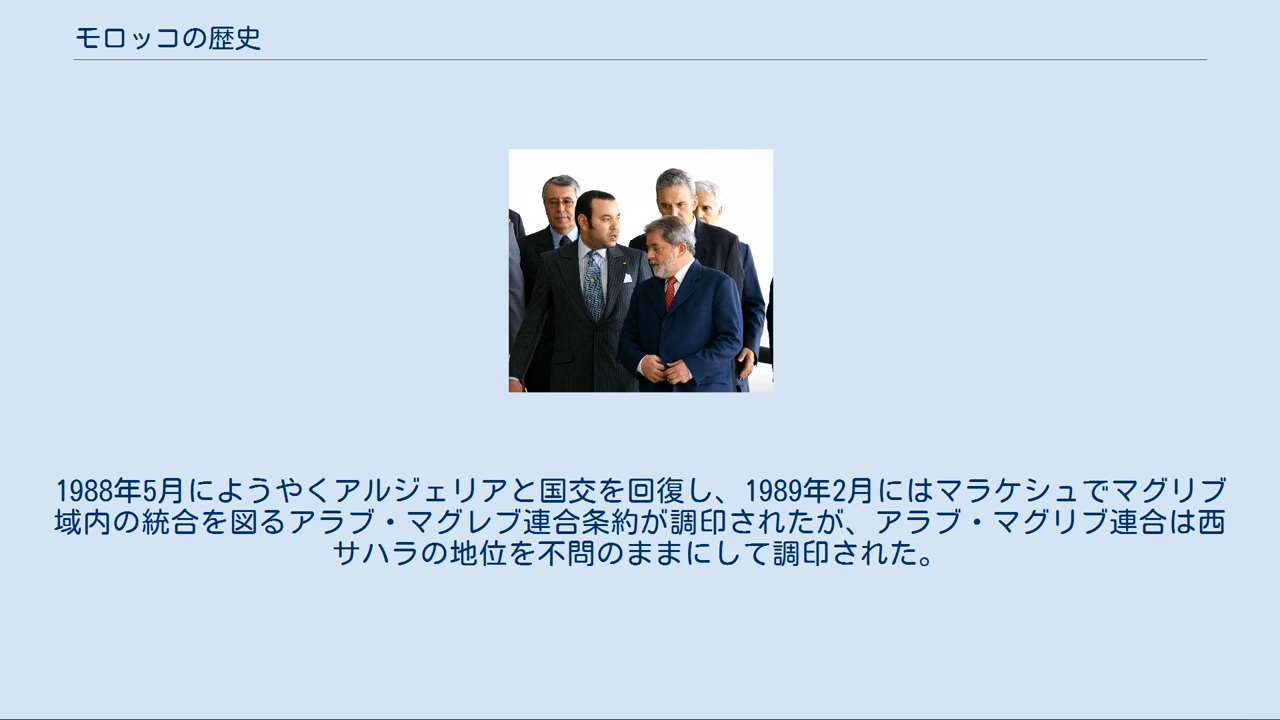 モロッコの歴史
1988年5月にようやくアルジェリアと国交を回復し、1989年2月にはマラケシュでマグリブ
域内の統合を図るアラブ・マグレブ連合条約が調印されたが、アラブ・マグリブ連合は西
サハラの地位を不問のままにして調印された。